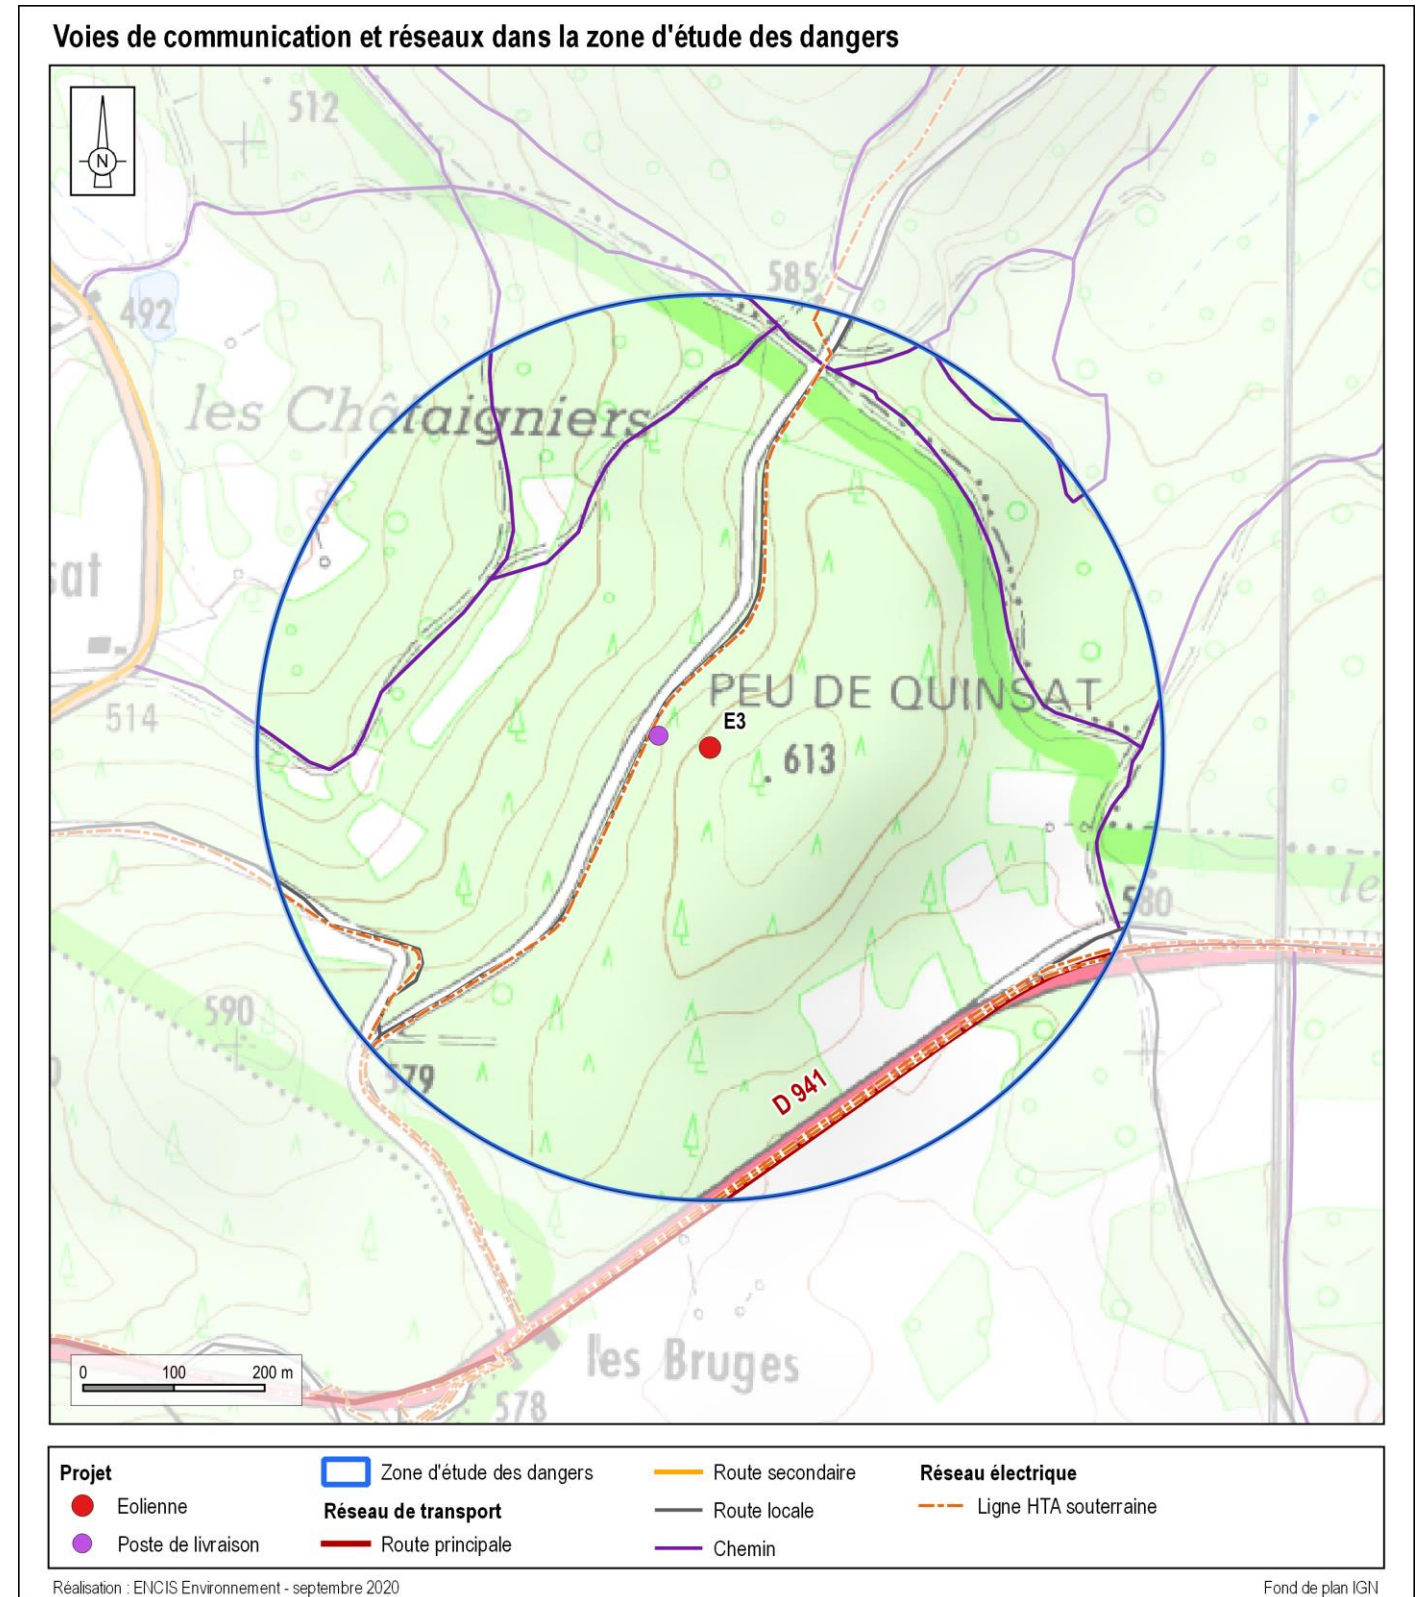 Voies de communication et réseaux dans la zone d'étude des dangers
N
512
585
492
les Châtaigniers
sat
PEU DE QUINSAT
514
E3
613
le
580
590
579
D 941
les Bruges
578
0 100 200 m
Projet
Eolienne
Poste de livraison
Zone d'étude des dangers
Réseau de transport
Route principale
Route secondaire
Route locale
Chemin
Réseau électrique
Ligne HTA souterraine
Réalisation : ENCIS Environnement - septembre 2020
Fond de plan IGN